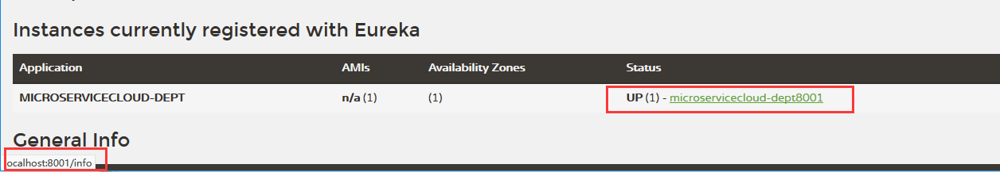 Instances currently registered with Eureka
Application AMIs Availability Zones Status
MICROSERVICECLOUD-DEPT n/a (1) (1) UP (1) - microservicecloud-dept8001
General Info
ocalhost:8001/info